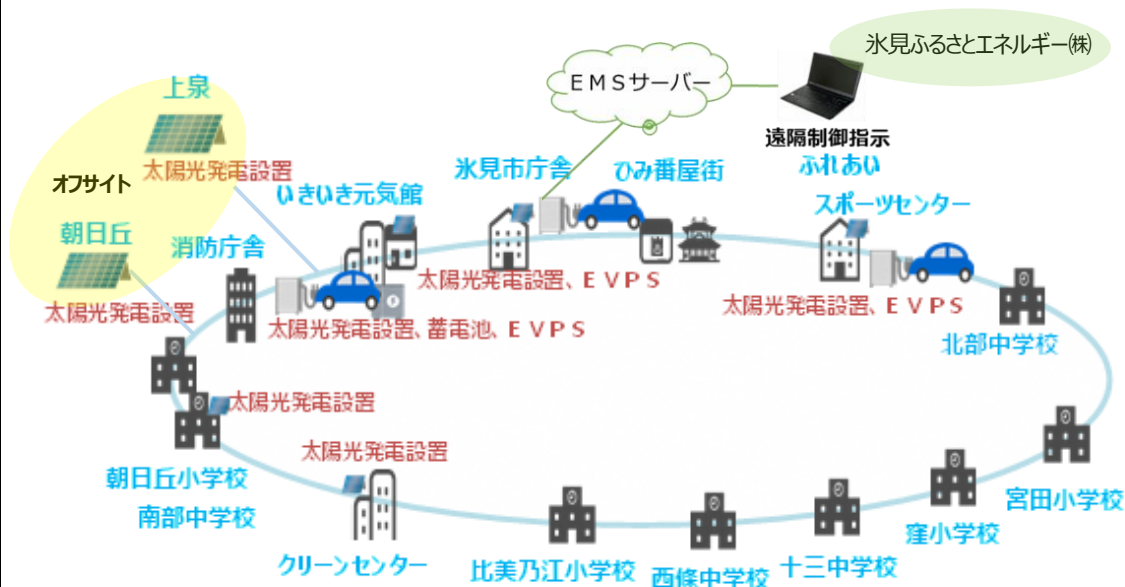 氷見ふるさとエネルギー㈱
EMSサーバー
遠隔制御指示
上泉
太陽光発電設置
オフサイト
朝日丘
太陽光発電設置
消防庁舎
いきいき元気館
太陽光発電設置、蓄電池、EVPS
氷見市庁舎
ひみ番屋街
太陽光発電設置、EVPS
ふれあい
スポーツセンター
太陽光発電設置、EVPS
北部中学校
太陽光発電設置
朝日丘小学校
南部中学校
太陽光発電設置
クリーンセンター
比美乃江小学校
西條中学校
十三中学校
窪小学校
宮田小学校